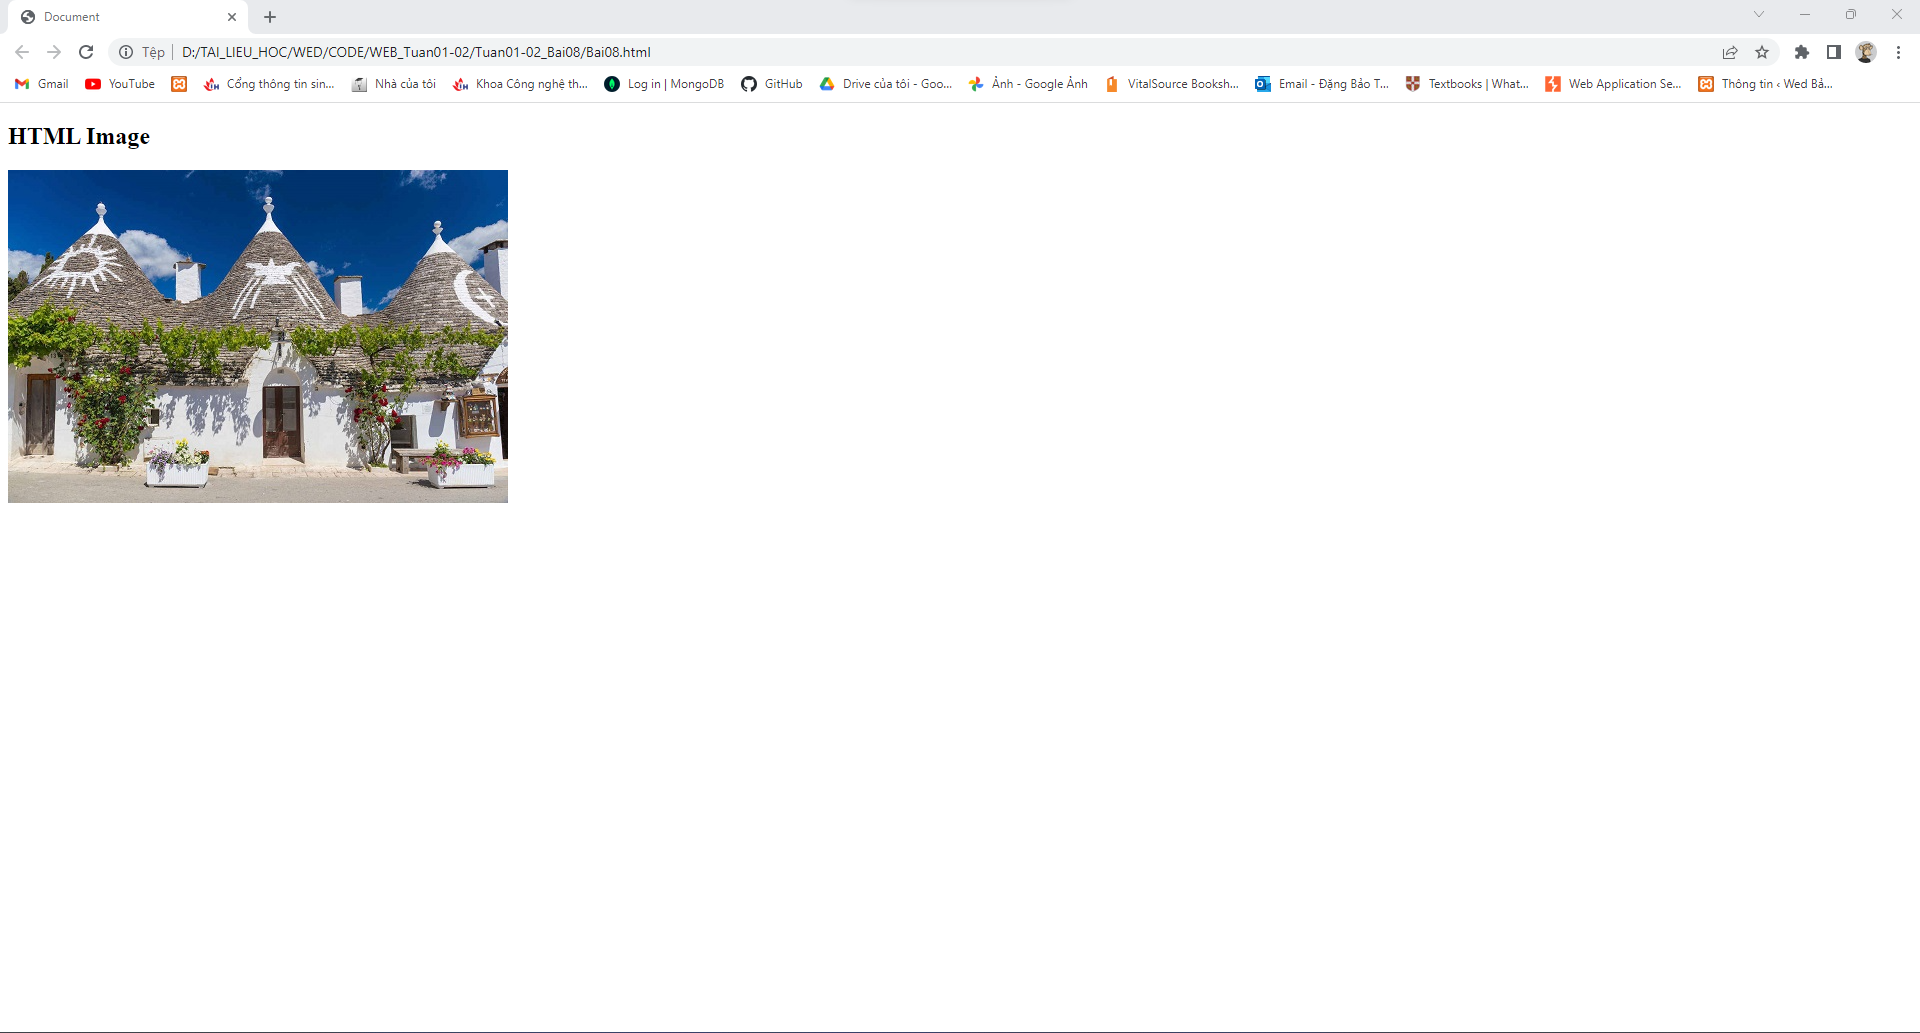 Document
Tệp D:/TAI_LIEU_HOC/WED/CODE/WEB_Tuan01-02/Tuan01-02_Bai08/Bai08.html
Gmail YouTube Cổng thông tin sin... Nhà của tôi Khoa Công nghệ th... Log in | MongoDB GitHub Drive của tôi - Goo... Ảnh - Google Ảnh VitalSource Booksh... Email - Đặng Bảo T... Textbooks | What... Web Application Se... Thông tin ‹ Wed Bả...
HTML Image